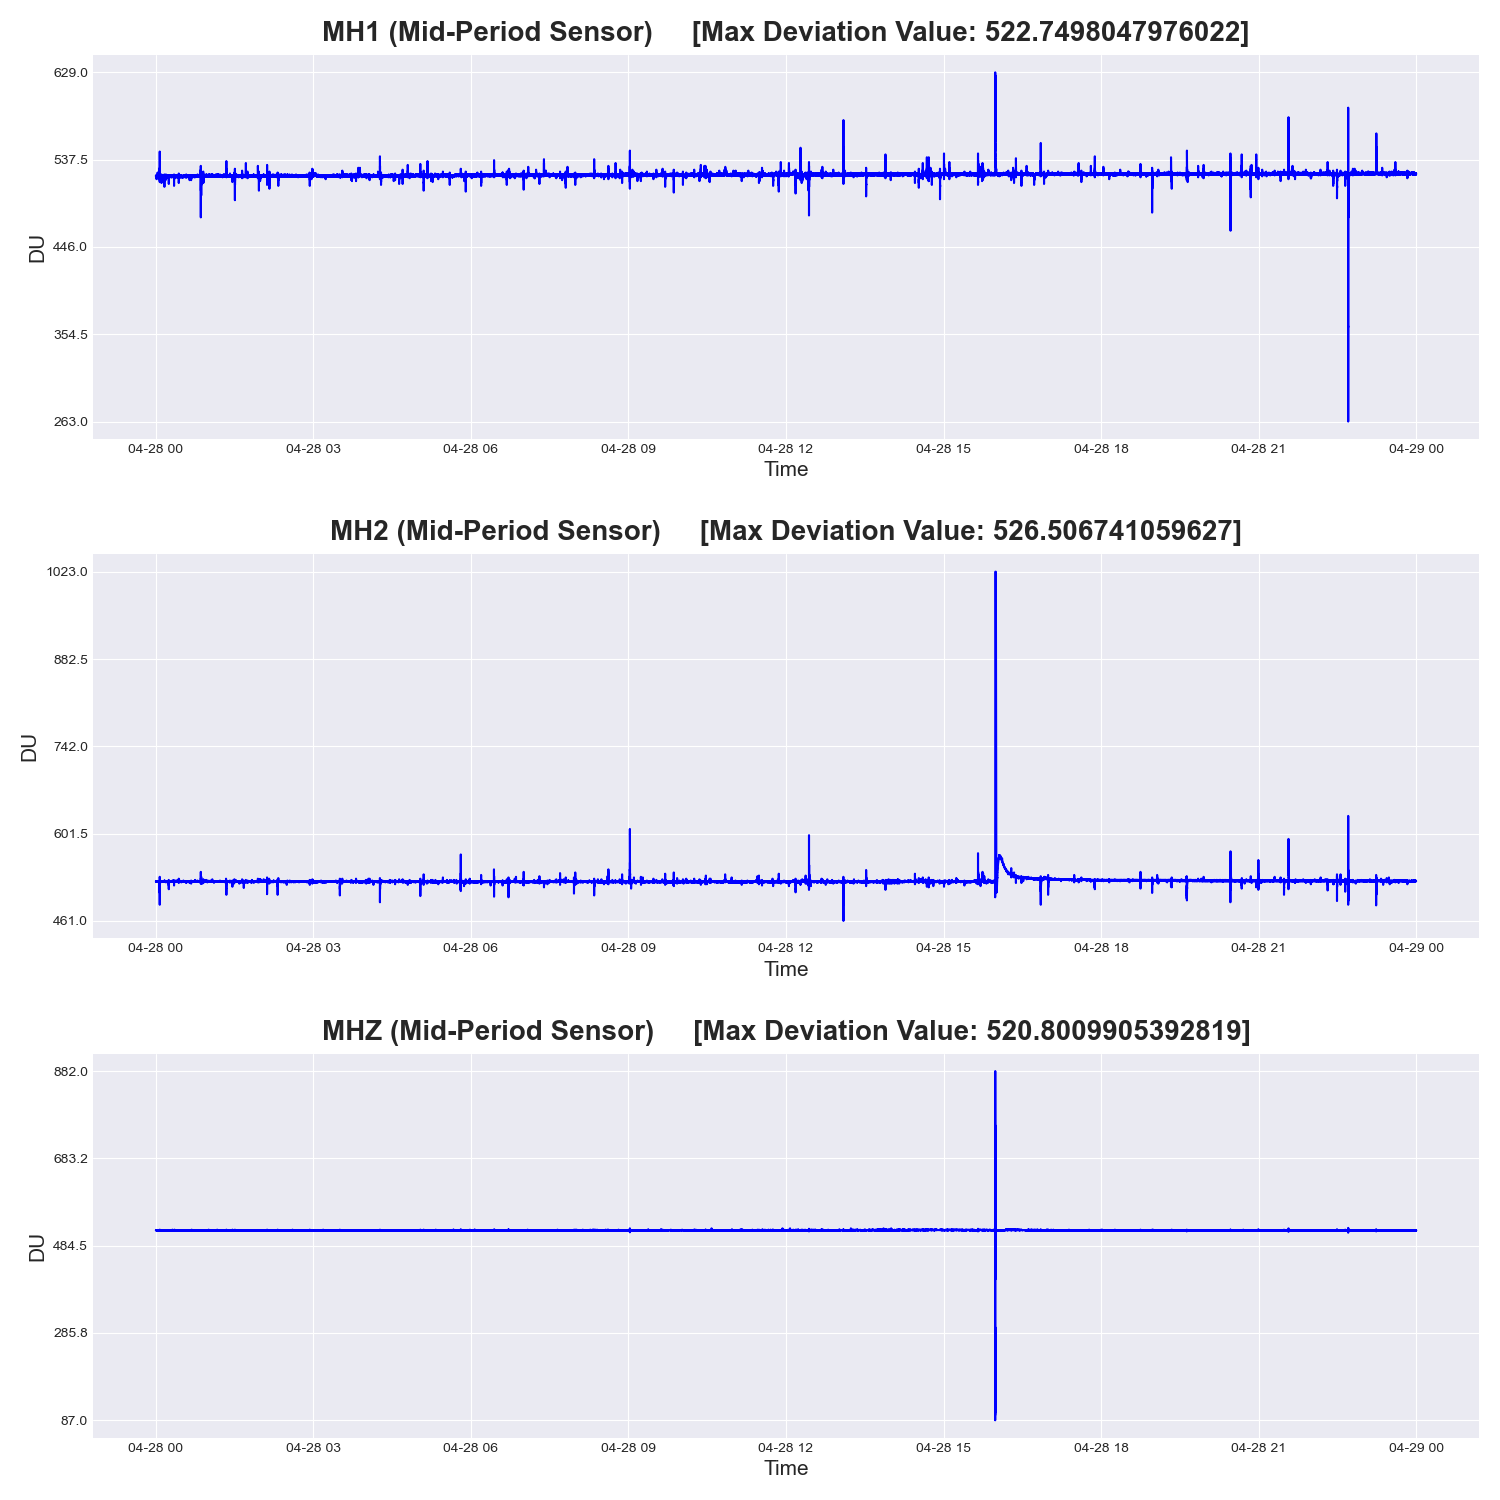 MH1 (Mid-Period Sensor) [Max Deviation Value: 522.7498047976022]
629.0
537.5
446.0
354.5
263.0
DU
04-28 00 04-28 03 04-28 06 04-28 09 04-28 12 04-28 15 04-28 18 04-28 21 04-29 00
Time
MH2 (Mid-Period Sensor) [Max Deviation Value: 526.506741059627]
1023.0
882.5
742.0
601.5
461.0
DU
04-28 00 04-28 03 04-28 06 04-28 09 04-28 12 04-28 15 04-28 18 04-28 21 04-29 00
Time
MHZ (Mid-Period Sensor) [Max Deviation Value: 520.8009905392819]
882.0
683.2
484.5
285.8
87.0
DU
04-28 00 04-28 03 04-28 06 04-28 09 04-28 12 04-28 15 04-28 18 04-28 21 04-29 00
Time